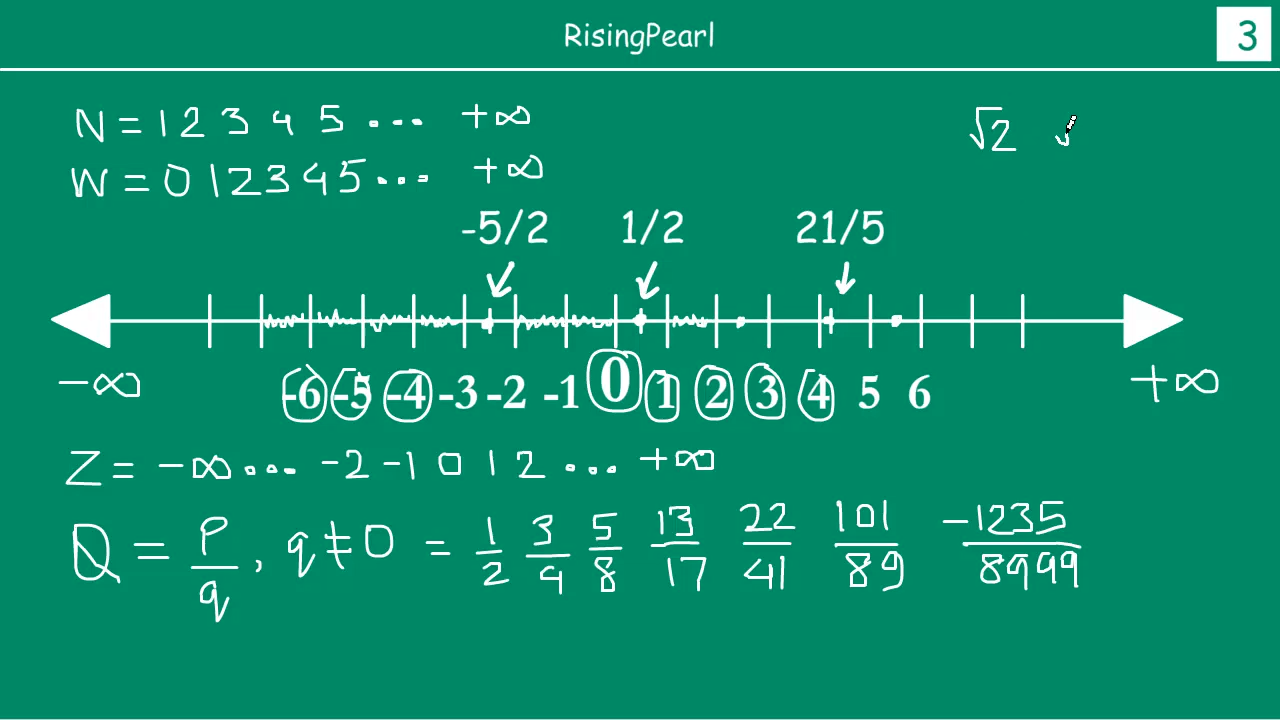 RisingPearl
3
N = 1 2 3 4 5 ... +∞
√2 √
W = 0 1 2 3 4 5 ... +∞
-5/2 1/2 21/5
-∞ -6 -5 -4 -3 -2 -1 0 1 2 3 4 5 6 +∞
Z = -∞ ... -2 -1 0 1 2 ... +∞
Q = p/q, q ≠ 0 = 1/2 3/4 5/8 13/17 22/41 101/89 -1235/8999